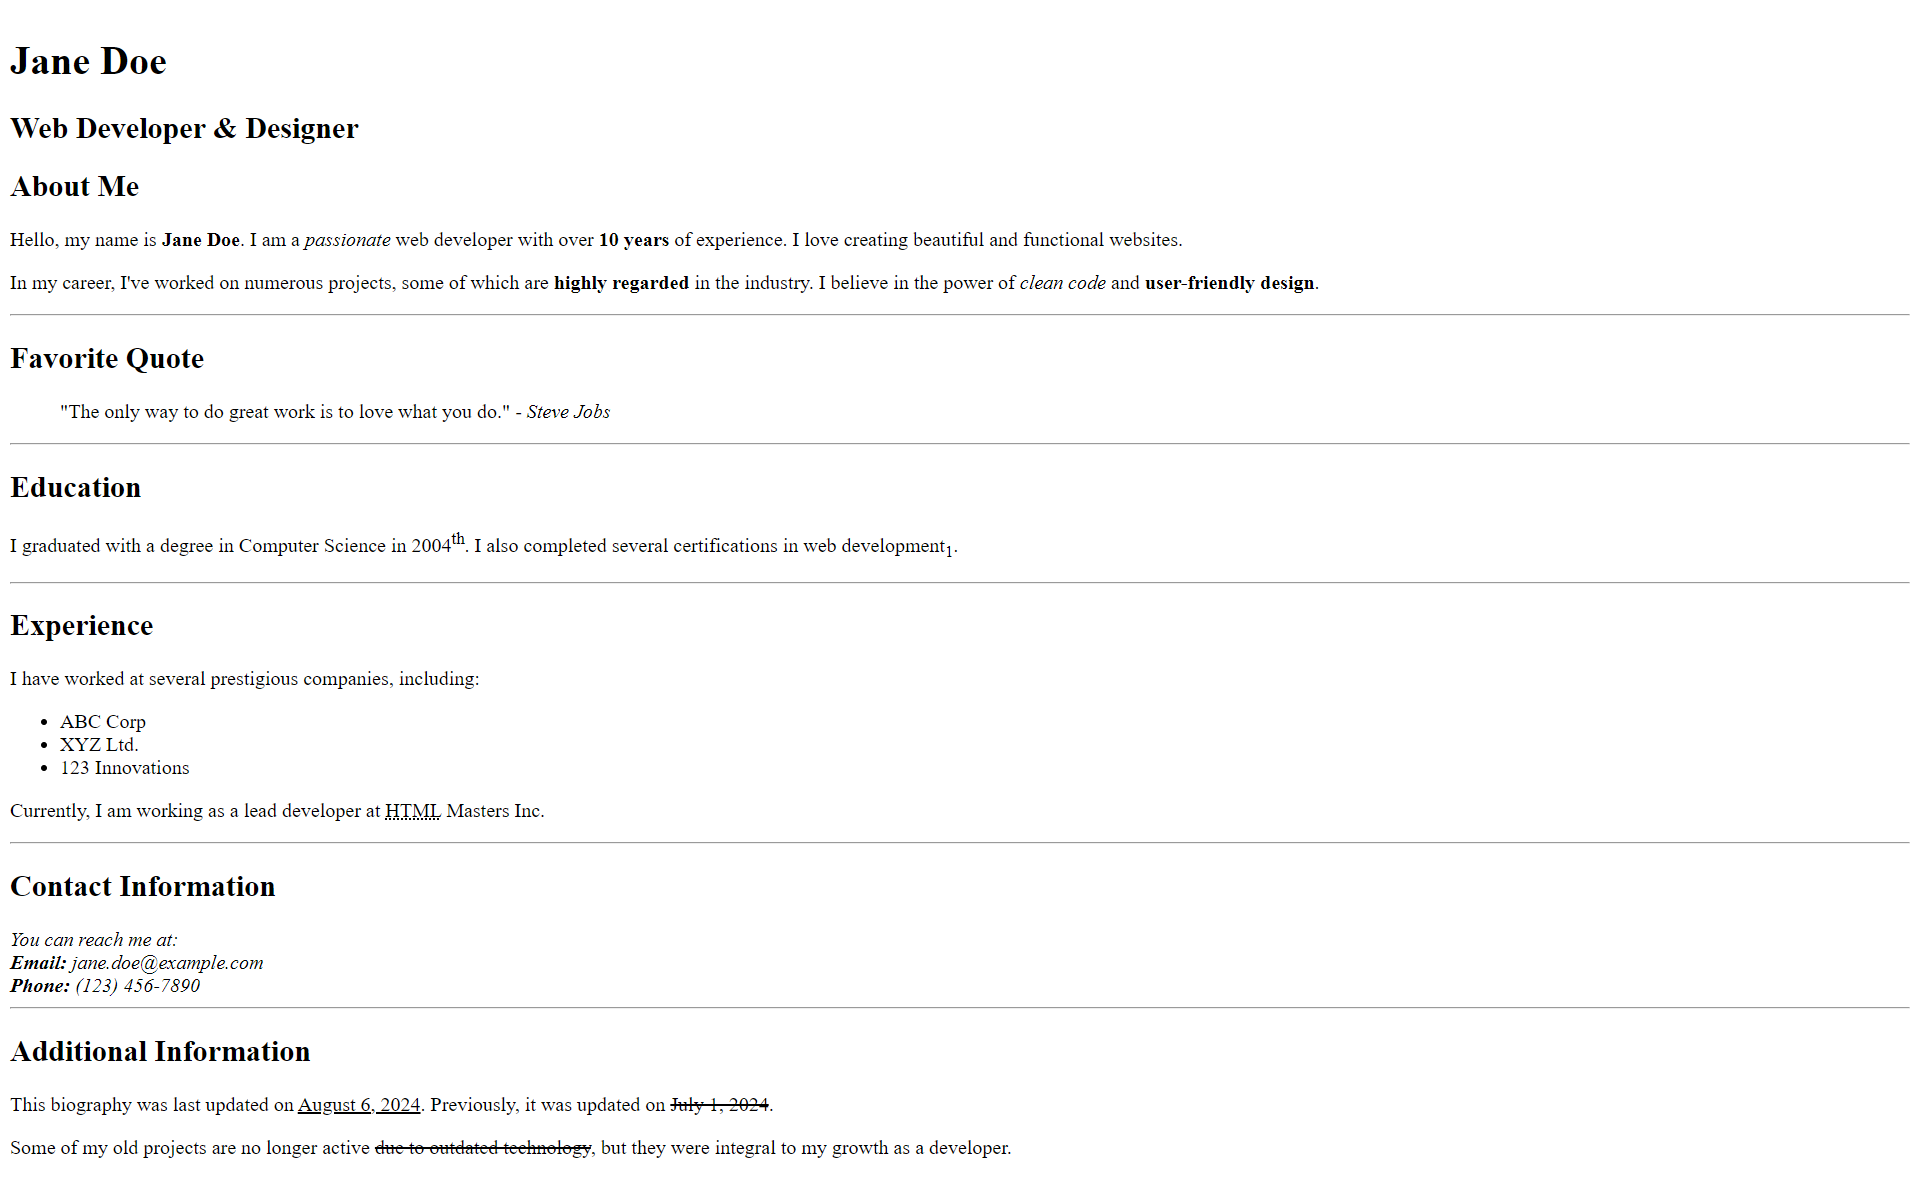 Jane Doe
Web Developer & Designer
About Me
Hello, my name is Jane Doe. I am a passionate web developer with over 10 years of experience. I love creating beautiful and functional websites.
In my career, I've worked on numerous projects, some of which are highly regarded in the industry. I believe in the power of clean code and user-friendly design.
Favorite Quote
"The only way to do great work is to love what you do." - Steve Jobs
Education
I graduated with a degree in Computer Science in 2004th. I also completed several certifications in web development1.
Experience
I have worked at several prestigious companies, including:
• ABC Corp
• XYZ Ltd.
• 123 Innovations
Currently, I am working as a lead developer at HTML Masters Inc.
Contact Information
You can reach me at:
Email: jane.doe@example.com
Phone: (123) 456-7890
Additional Information
This biography was last updated on August 6, 2024. Previously, it was updated on July 1, 2024.
Some of my old projects are no longer active due to outdated technology, but they were integral to my growth as a developer.